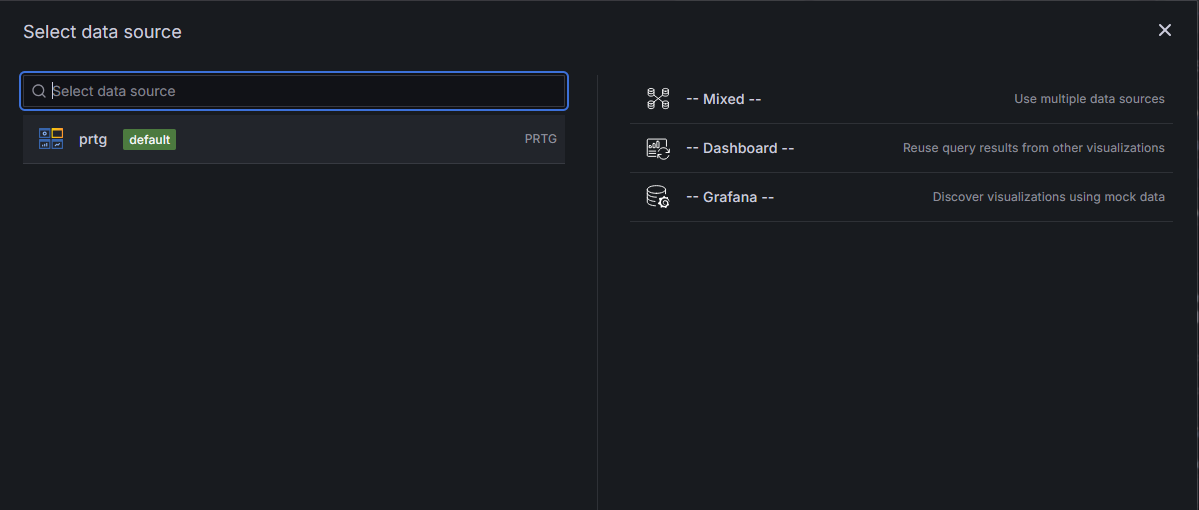 Select data source
Select data source
prtg default PRTG
-- Mixed -- Use multiple data sources
-- Dashboard -- Reuse query results from other visualizations
-- Grafana -- Discover visualizations using mock data